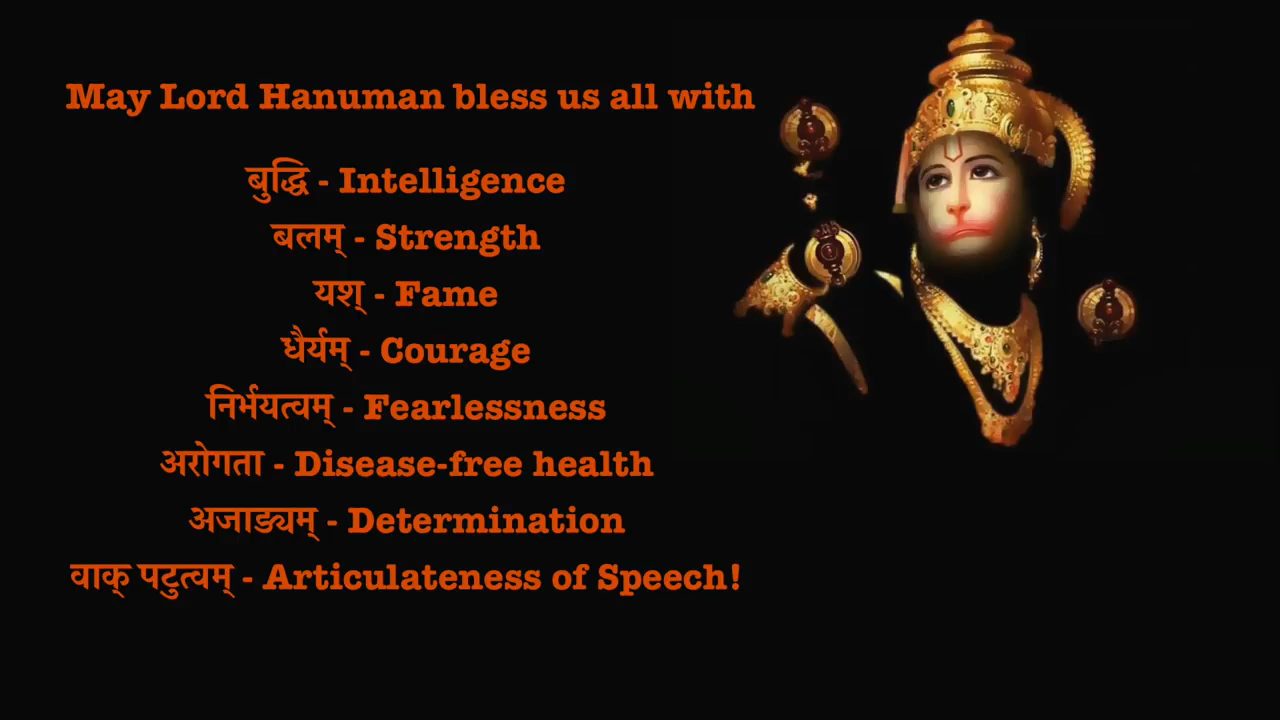 May Lord Hanuman bless us all with
बुद्धि - Intelligence
बलम् - Strength
यश् - Fame
धैर्यम् - Courage
निर्भयत्वम् - Fearlessness
अरोगता - Disease-free health
अजाड्यम् - Determination
वाक् पटुत्वम् - Articulateness of Speech!